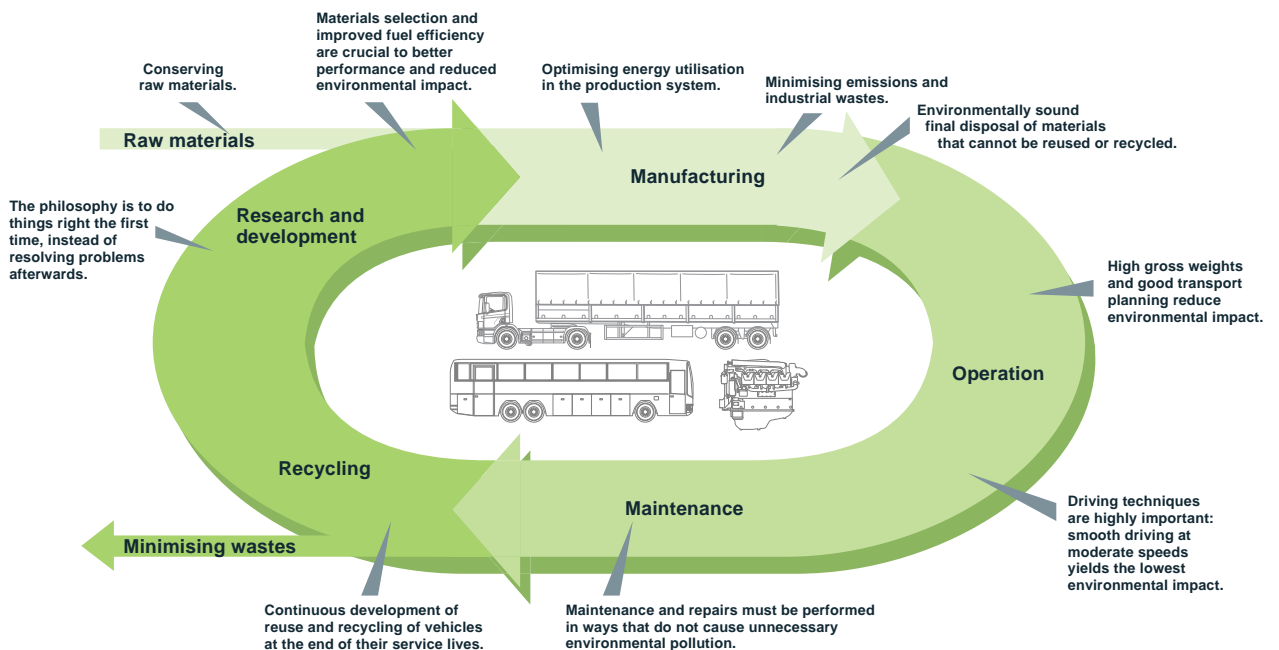 Materials selection and
improved fuel efficiency
are crucial to better
performance and reduced
environmental impact.
Conserving
raw materials.
Optimising energy utilisation
in the production system.
Minimising emissions and
industrial wastes.
Environmentally sound
final disposal of materials
that cannot be reused or recycled.
Raw materials
Manufacturing
The philosophy is to do
things right the first
time, instead of
resolving problems
afterwards.
Research and
development
High gross weights
and good transport
planning reduce
environmental impact.
Operation
Recycling
Maintenance
Driving techniques
are highly important:
smooth driving at
moderate speeds
yields the lowest
environmental impact.
Minimising wastes
Continuous development of
reuse and recycling of vehicles
at the end of their service lives.
Maintenance and repairs must be performed
in ways that do not cause unnecessary
environmental pollution.